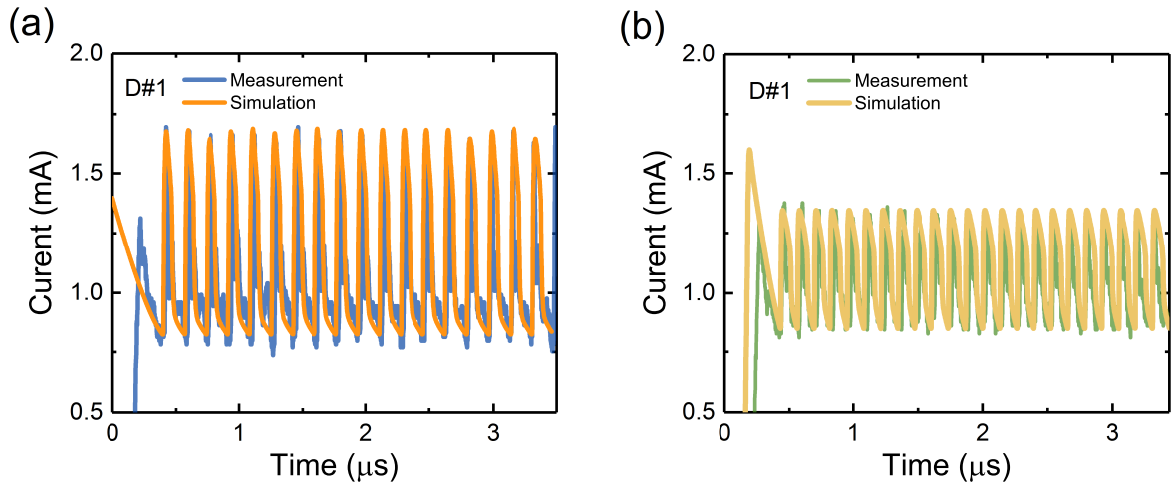 (a)
2.0
1.5
1.0
0.5
Curent (mA)
D#1
Measurement
Simulation
0 1 2 3
Time (μs)
(b)
2.0
1.5
1.0
0.5
Curent (mA)
D#1
Measurement
Simulation
0 1 2 3
Time (μs)